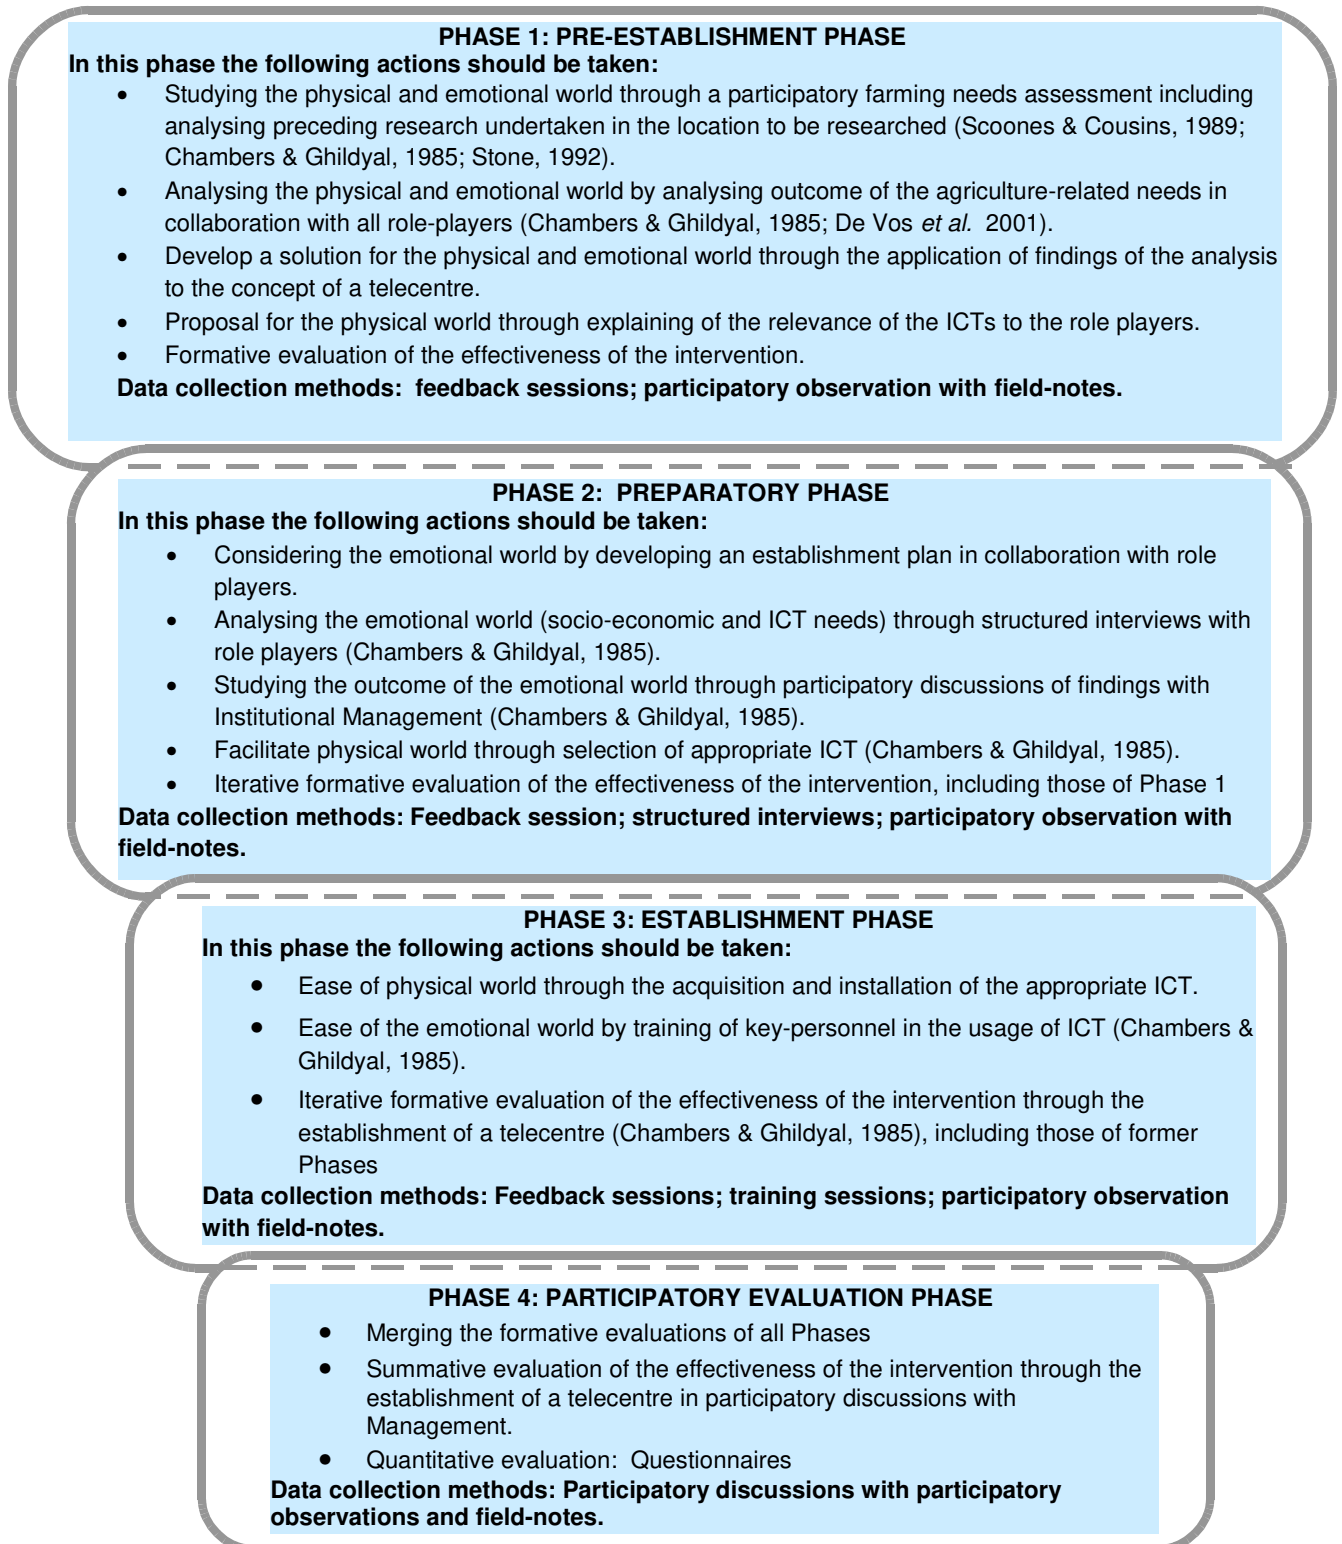 PHASE 1: PRE-ESTABLISHMENT PHASE
In this phase the following actions should be taken:
• Studying the physical and emotional world through a participatory farming needs assessment including
analysing preceding research undertaken in the location to be researched (Scoones & Cousins, 1989;
Chambers & Ghildyal, 1985; Stone, 1992).
• Analysing the physical and emotional world by analysing outcome of the agriculture-related needs in
collaboration with all role-players (Chambers & Ghildyal, 1985; De Vos et al.  2001).
• Develop a solution for the physical and emotional world through the application of findings of the analysis
to the concept of a telecentre.
• Proposal for the physical world through explaining of the relevance of the ICTs to the role players.
• Formative evaluation of the effectiveness of the intervention.
Data collection methods:  feedback sessions; participatory observation with field-notes.
PHASE 2:  PREPARATORY PHASE
In this phase the following actions should be taken:
• Considering the emotional world by developing an establishment plan in collaboration with role
players.
• Analysing the emotional world (socio-economic and ICT needs) through structured interviews with
role players (Chambers & Ghildyal, 1985).
• Studying the outcome of the emotional world through participatory discussions of findings with
Institutional Management (Chambers & Ghildyal, 1985).
• Facilitate physical world through selection of appropriate ICT (Chambers & Ghildyal, 1985).
• Iterative formative evaluation of the effectiveness of the intervention, including those of Phase 1
Data collection methods: Feedback session; structured interviews; participatory observation with
field-notes.
PHASE 3: ESTABLISHMENT PHASE
In this phase the following actions should be taken:
• Ease of physical world through the acquisition and installation of the appropriate ICT.
• Ease of the emotional world by training of key-personnel in the usage of ICT (Chambers &
Ghildyal, 1985).
• Iterative formative evaluation of the effectiveness of the intervention through the
establishment of a telecentre (Chambers & Ghildyal, 1985), including those of former
Phases
Data collection methods: Feedback sessions; training sessions; participatory observation
with field-notes.
PHASE 4: PARTICIPATORY EVALUATION PHASE
• Merging the formative evaluations of all Phases
• Summative evaluation of the effectiveness of the intervention through the
establishment of a telecentre in participatory discussions with
Management.
• Quantitative evaluation:  Questionnaires
Data collection methods: Participatory discussions with participatory
observations and field-notes.